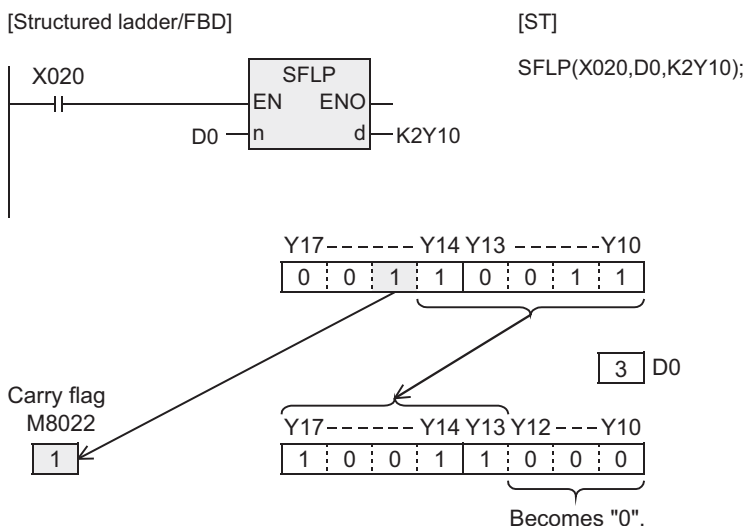 [Structured ladder/FBD] [ST]
X020 SFLP SFLP(X020,D0,K2Y10);
EN ENO
D0 n d K2Y10
Y17 Y14 Y13 Y10
0 0 1 1 0 0 1 1
3 D0
Carry flag
M8022 Y17 Y14 Y13 Y12 Y10
1 1 0 0 1 1 0 0 0
Becomes "0".